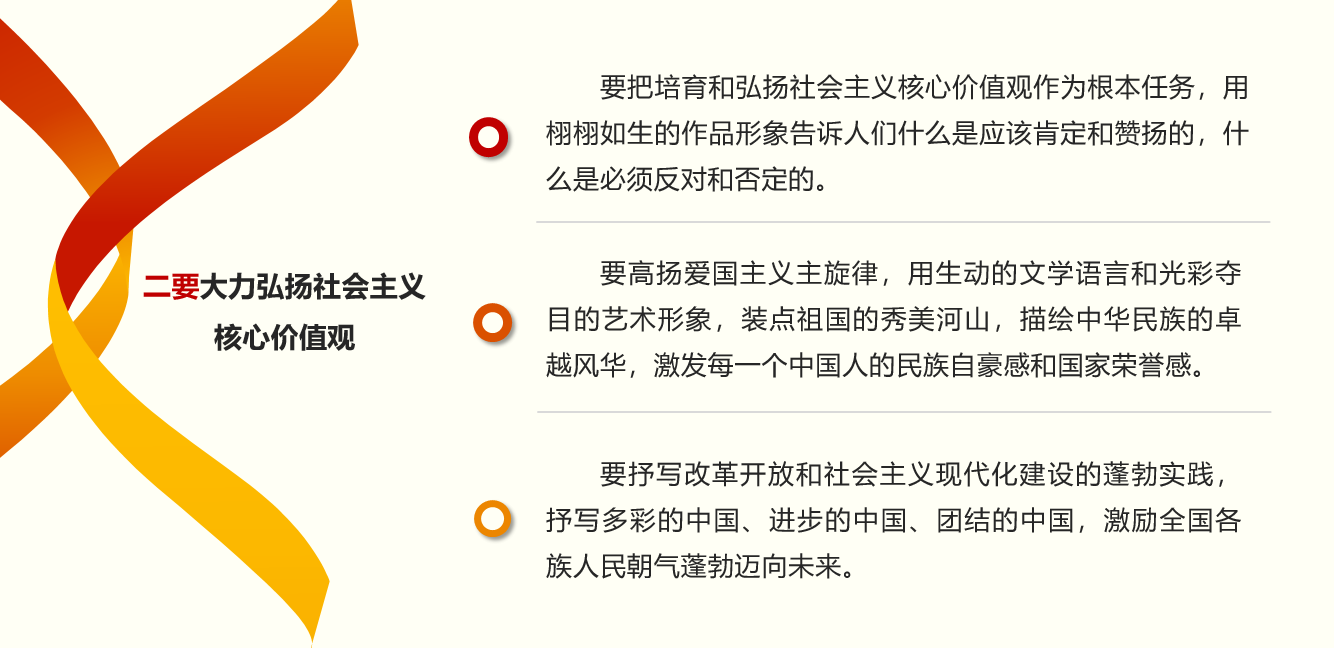 二要大力弘扬社会主义
核心价值观
要把培育和弘扬社会主义核心价值观作为根本任务，用
栩栩如生的作品形象告诉人们什么是应该肯定和赞扬的，什
么是必须反对和否定的。
要高扬爱国主义主旋律，用生动的文学语言和光彩夺
目的艺术形象，装点祖国的秀美河山，描绘中华民族的卓
越风华，激发每一个中国人的民族自豪感和国家荣誉感。
要抒写改革开放和社会主义现代化建设的蓬勃实践，
抒写多彩的中国、进步的中国、团结的中国，激励全国各
族人民朝气蓬勃迈向未来。